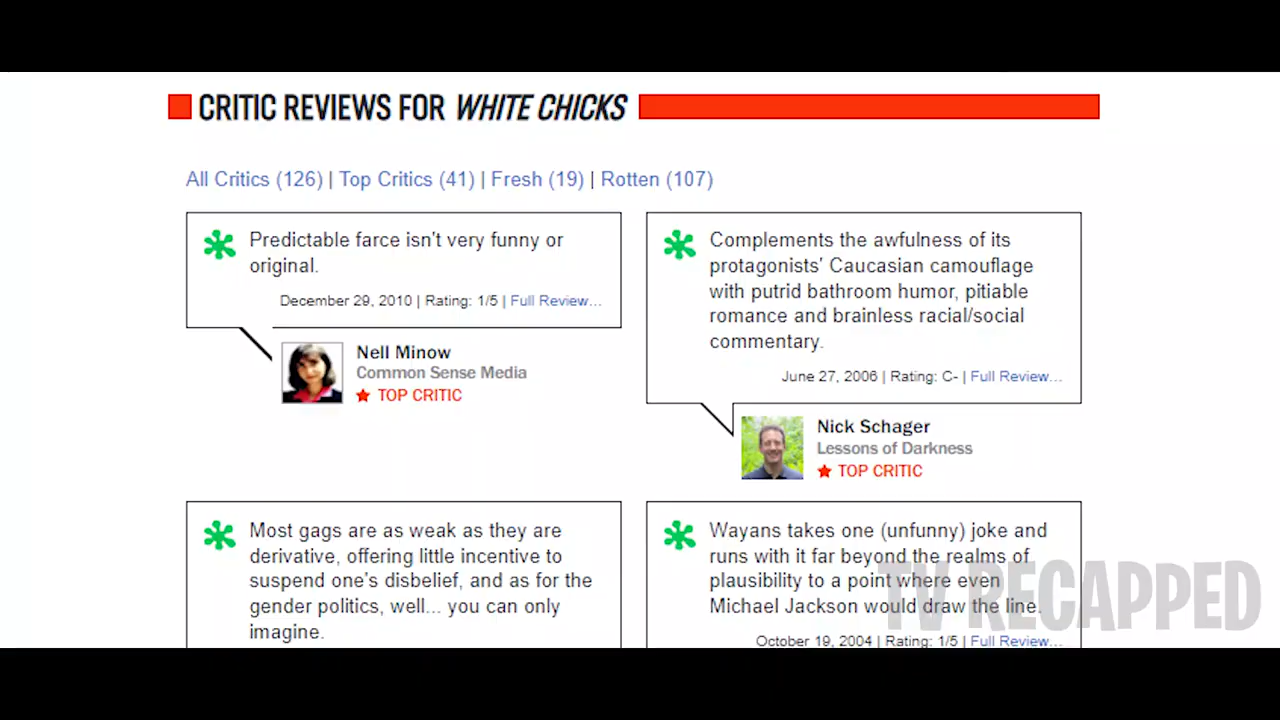 CRITIC REVIEWS FOR WHITE CHICKS
All Critics (126) | Top Critics (41) | Fresh (19) | Rotten (107)
Predictable farce isn't very funny or
original.
December 29, 2010 | Rating: 1/5 | Full Review...
Nell Minow
Common Sense Media
TOP CRITIC
Complements the awfulness of its
protagonists' Caucasian camouflage
with putrid bathroom humor, pitiable
romance and brainless racial/social
commentary.
June 27, 2006 | Rating: C- | Full Review...
Nick Schager
Lessons of Darkness
TOP CRITIC
Most gags are as weak as they are
derivative, offering little incentive to
suspend one's disbelief, and as for the
gender politics, well... you can only
imagine.
Wayans takes one (unfunny) joke and
runs with it far beyond the realms of
plausibility to a point where even
Michael Jackson would draw the line.
October 19, 2004 | Rating: 1/5 | Full Review...
TV RECAPPED